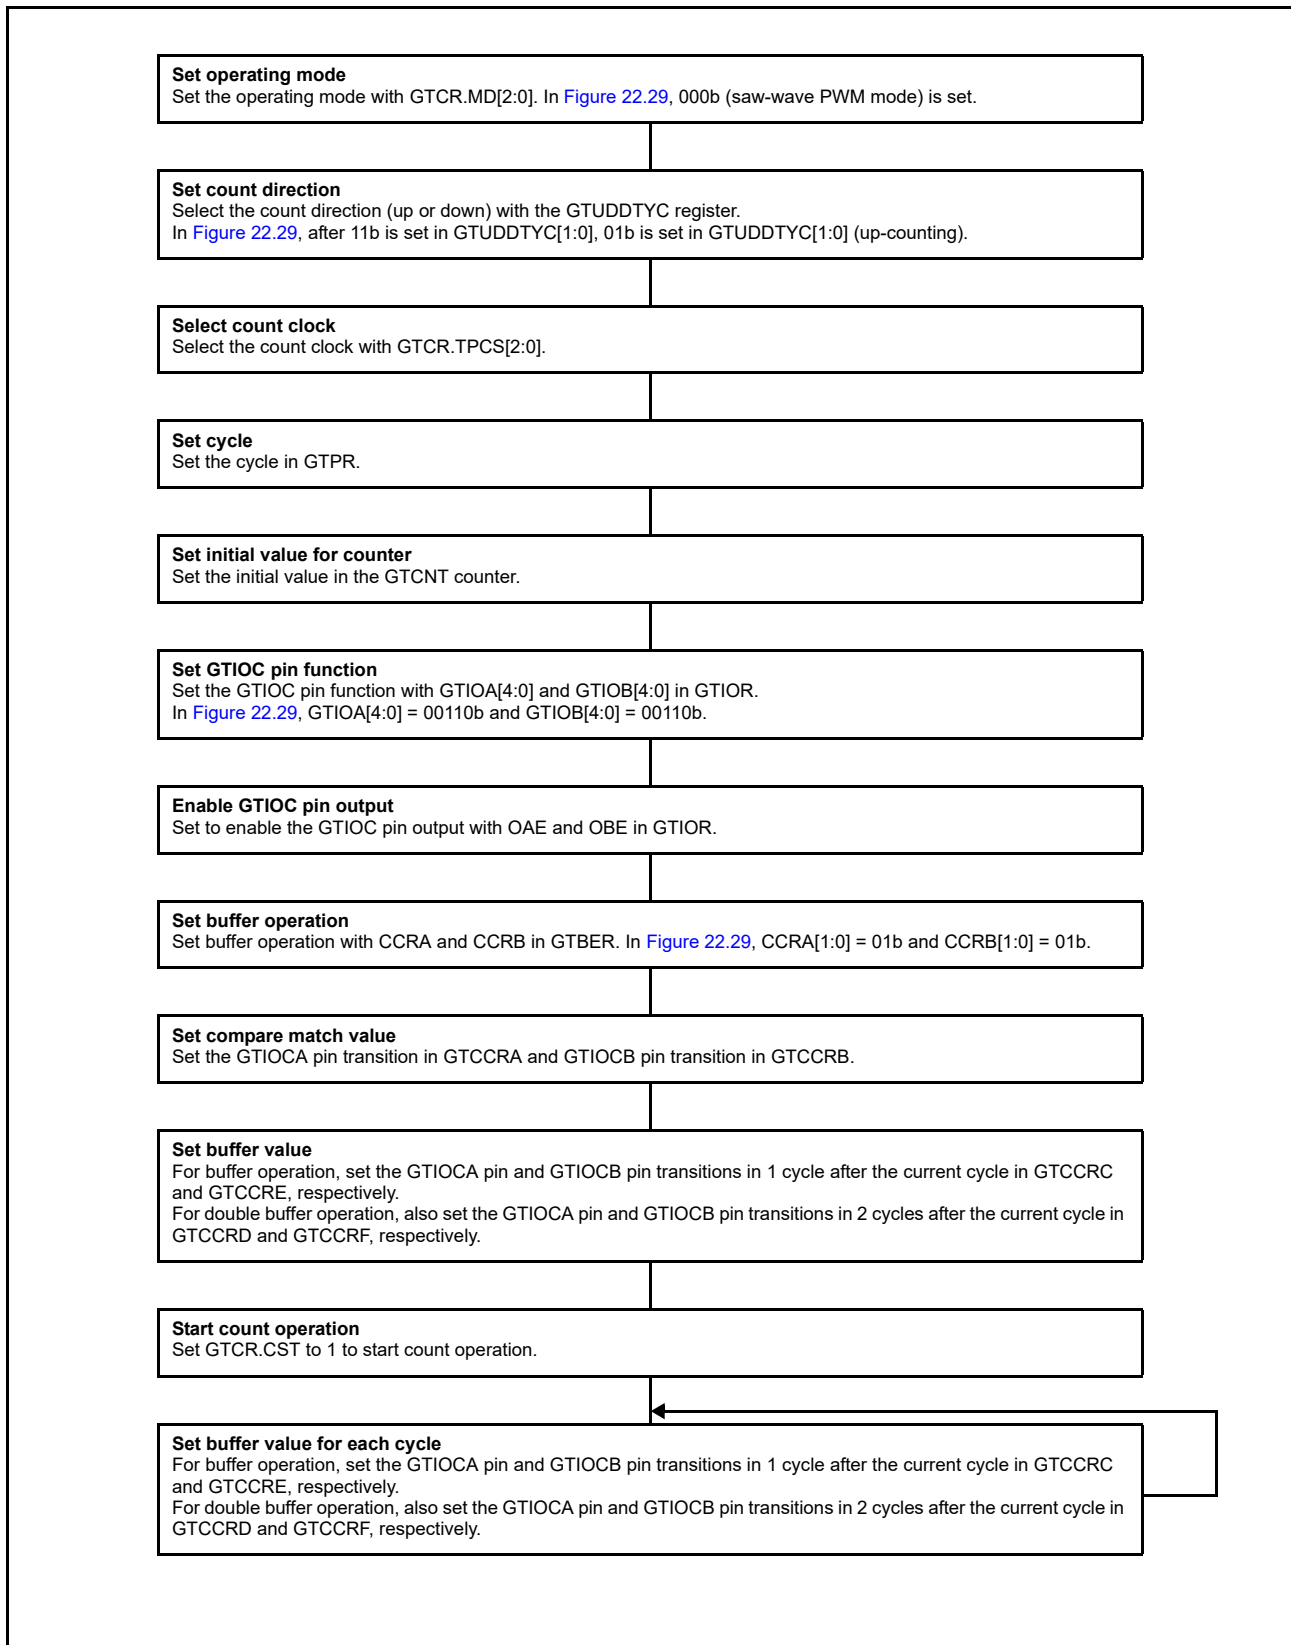 Set operating mode
Set the operating mode with GTCR.MD[2:0]. In Figure 22.29, 000b (saw-wave PWM mode) is set.
Set count direction
Select the count direction (up or down) with the GTUDDTYC register.
In Figure 22.29, after 11b is set in GTUDDTYC[1:0], 01b is set in GTUDDTYC[1:0] (up-counting).
Select count clock
Select the count clock with GTCR.TPCS[2:0].
Set cycle
Set the cycle in GTPR.
Set initial value for counter
Set the initial value in the GTCNT counter.
Set GTIOC pin function
Set the GTIOC pin function with GTIOA[4:0] and GTIOB[4:0] in GTIOR.
In Figure 22.29, GTIOA[4:0] = 00110b and GTIOB[4:0] = 00110b.
Enable GTIOC pin output
Set to enable the GTIOC pin output with OAE and OBE in GTIOR.
Set buffer operation
Set buffer operation with CCRA and CCRB in GTBER. In Figure 22.29, CCRA[1:0] = 01b and CCRB[1:0] = 01b.
Set compare match value
Set the GTIOCA pin transition in GTCCRA and GTIOCB pin transition in GTCCRB.
Set buffer value
For buffer operation, set the GTIOCA pin and GTIOCB pin transitions in 1 cycle after the current cycle in GTCCRC
and GTCCRE, respectively.
For double buffer operation, also set the GTIOCA pin and GTIOCB pin transitions in 2 cycles after the current cycle in
GTCCRD and GTCCRF, respectively.
Start count operation
Set GTCR.CST to 1 to start count operation.
Set buffer value for each cycle
For buffer operation, set the GTIOCA pin and GTIOCB pin transitions in 1 cycle after the current cycle in GTCCRC
and GTCCRE, respectively.
For double buffer operation, also set the GTIOCA pin and GTIOCB pin transitions in 2 cycles after the current cycle in
GTCCRD and GTCCRF, respectively.